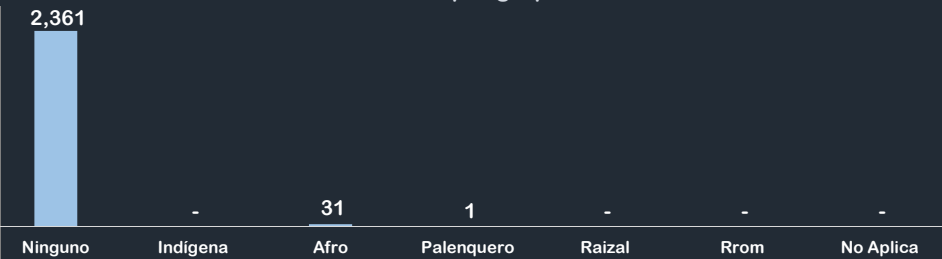 2,361
- 31 1 - - -
Ninguno Indígena Afro Palenquero Raizal Rrom No Aplica